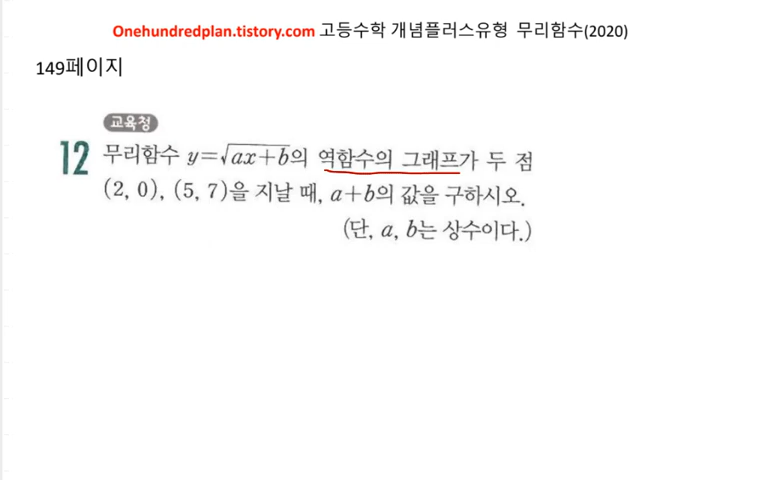 Onehundredplan.tistory.com 고등수학 개념플러스유형 무리함수(2020)
149페이지
교육청
12 무리함수 y=√(ax+b)의 역함수의 그래프가 두 점
(2, 0), (5, 7)을 지날 때, a+b의 값을 구하시오.
(단, a, b는 상수이다.)